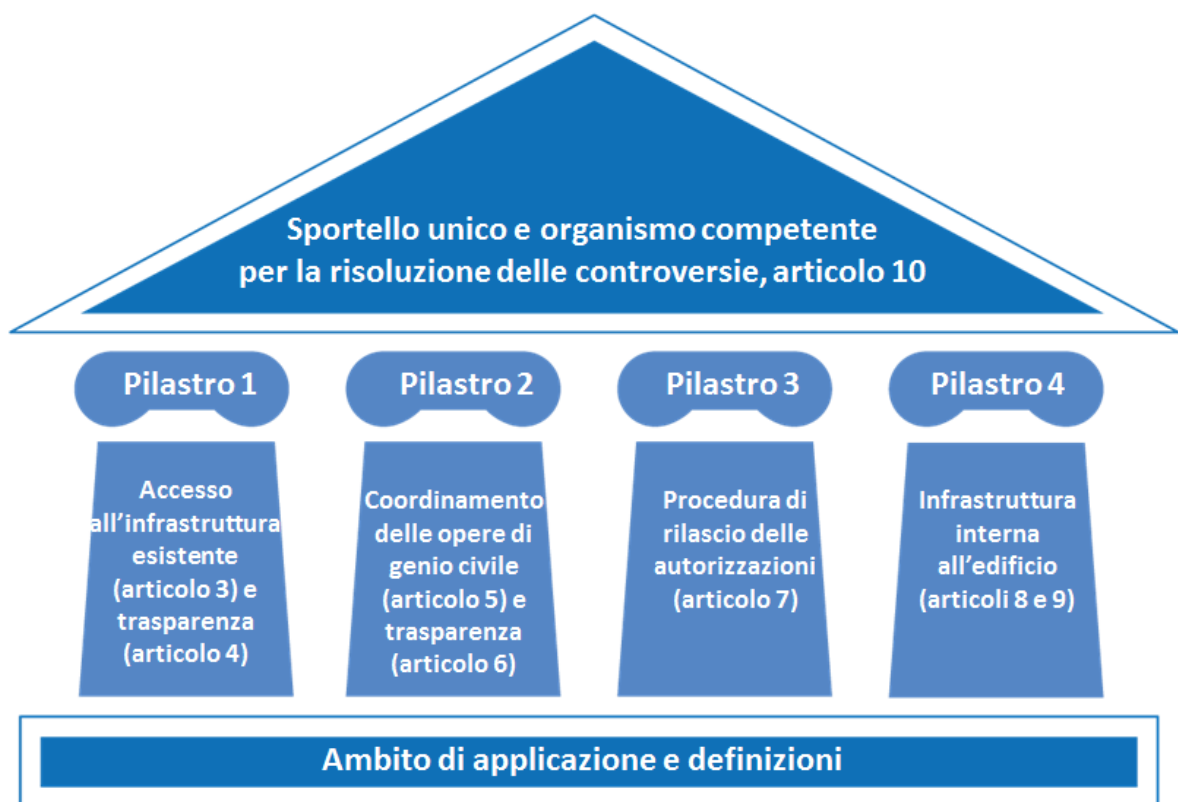 Sportello unico e organismo competente
per la risoluzione delle controversie, articolo 10
Pilastro 1
Accesso
all’infrastruttura
esistente
(articolo 3) e
trasparenza
(articolo 4)
Pilastro 2
Coordinamento
delle opere di
genio civile
(articolo 5) e
trasparenza
(articolo 6)
Pilastro 3
Procedura di
rilascio delle
autorizzazioni
(articolo 7)
Pilastro 4
Infrastruttura
interna
all’edificio
(articoli 8 e 9)
Ambito di applicazione e definizioni